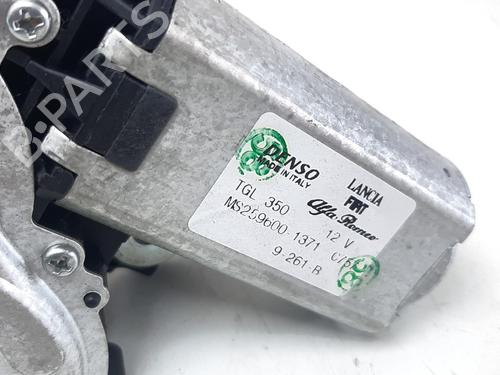 B-PARTS
DENSO
MADE IN ITALY
LANCIA
FIAT
Alfa Romeo
TGL 350
12 V
MS259600-1371
9-261-B